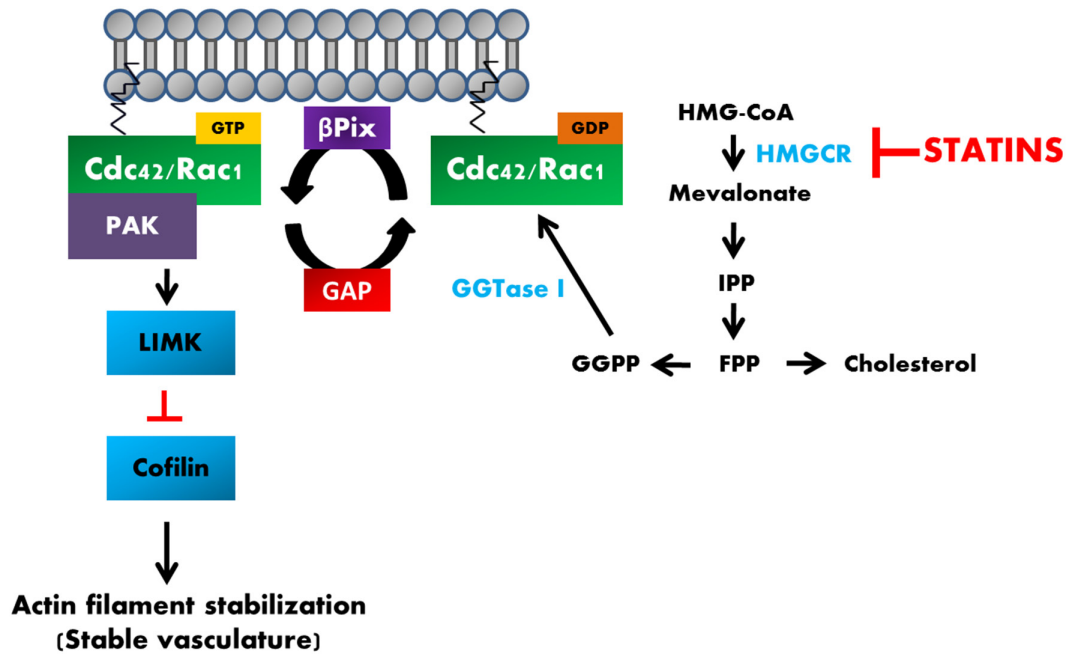 GTP
βPix
GDP
Cdc42/Rac1
Cdc42/Rac1
PAK
GAP
LIMK
Cofilin
Actin filament stabilization
(Stable vasculature)
HMG-CoA
HMGCR
STATINS
Mevalonate
IPP
GGTase I
GGPP
FPP
Cholesterol